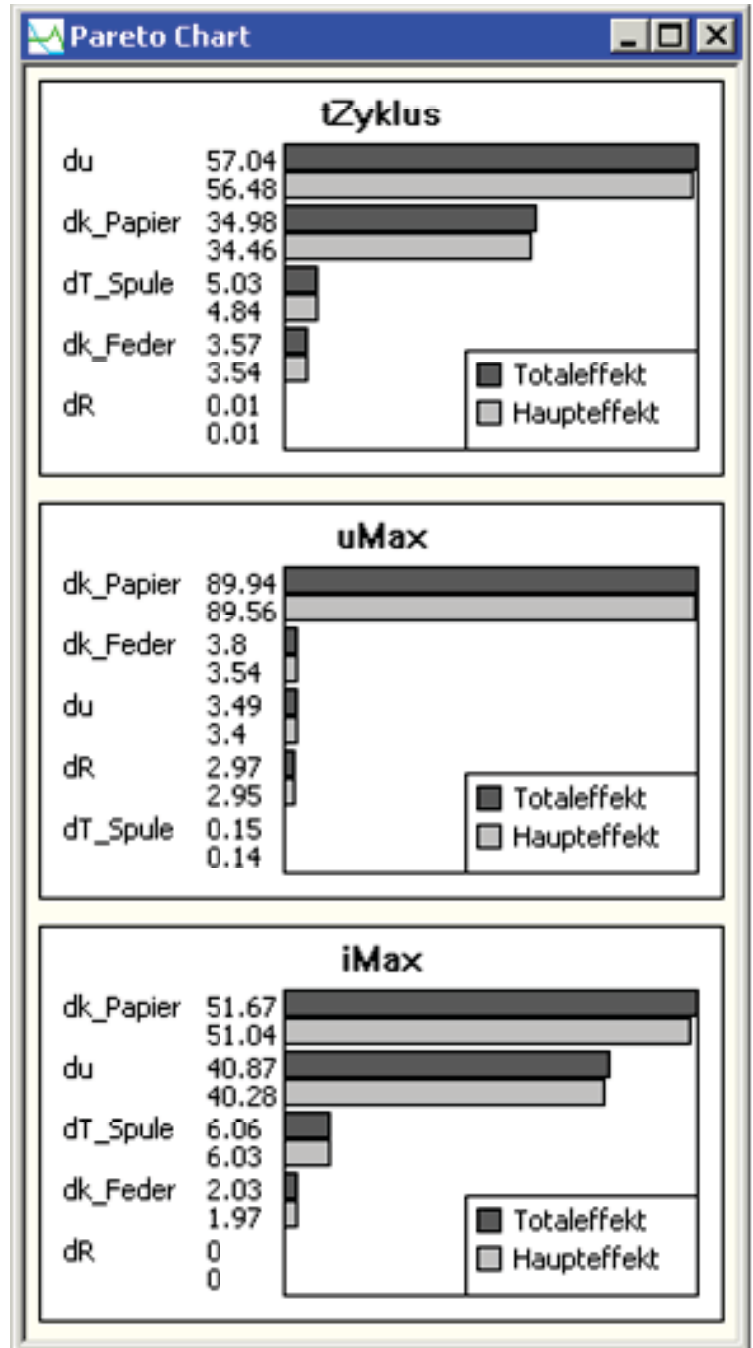 Pareto Chart
tZyklus
du 57.04
56.48
dk_Papier 34.98
34.46
dT_Spule 5.03
4.84
dk_Feder 3.57
3.54
dR 0.01
0.01
Totaleffekt
Haupteffekt
uMax
dk_Papier 89.94
89.56
dk_Feder 3.8
3.54
du 3.49
3.4
dR 2.97
2.95
dT_Spule 0.15
0.14
Totaleffekt
Haupteffekt
iMax
dk_Papier 51.67
51.04
du 40.87
40.28
dT_Spule 6.06
6.03
dk_Feder 2.03
1.97
dR 0
0
Totaleffekt
Haupteffekt